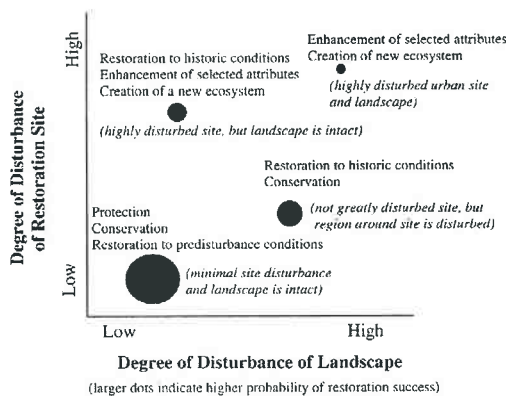 High
Degree of Disturbance
of Restoration Site
Low
Enhancement of selected attributes
Creation of new ecosystem
(highly disturbed urban site
and landscape)
Restoration to historic conditions
Enhancement of selected attributes
Creation of a new ecosystem
(highly disturbed site, but landscape is intact)
Restoration to historic conditions
Conservation
(not greatly disturbed site, but
region around site is disturbed)
Protection
Conservation
Restoration to predisturbance conditions
(minimal site disturbance
and landscape is intact)
Low
High
Degree of Disturbance of Landscape
(larger dots indicate higher probability of restoration success)